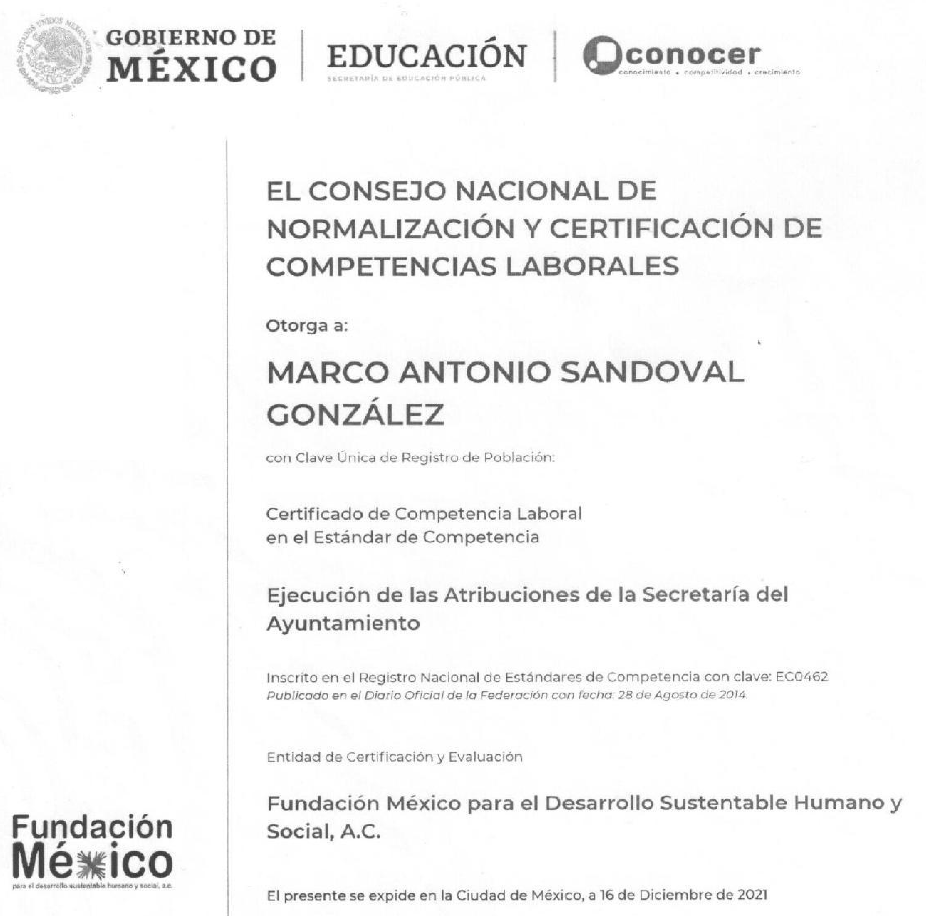 GOBIERNO DE
MÉXICO
EDUCACIÓN
SECRETARÍA DE EDUCACIÓN PÚBLICA
conocer
conocimiento • competitividad • crecimiento
EL CONSEJO NACIONAL DE
NORMALIZACIÓN Y CERTIFICACIÓN DE
COMPETENCIAS LABORALES
Otorga a:
MARCO ANTONIO SANDOVAL
GONZÁLEZ
con Clave Única de Registro de Población:
Certificado de Competencia Laboral
en el Estándar de Competencia
Ejecución de las Atribuciones de la Secretaría del
Ayuntamiento
Inscrito en el Registro Nacional de Estándares de Competencia con clave: EC0462
Publicado en el Diario Oficial de la Federación con fecha: 28 de Agosto de 2014
Entidad de Certificación y Evaluación
Fundación México para el Desarrollo Sustentable Humano y
Social, A.C.
Fundación
México
para el desarrollo sustentable humano y social, a.c.
El presente se expide en la Ciudad de México, a 16 de Diciembre de 2021